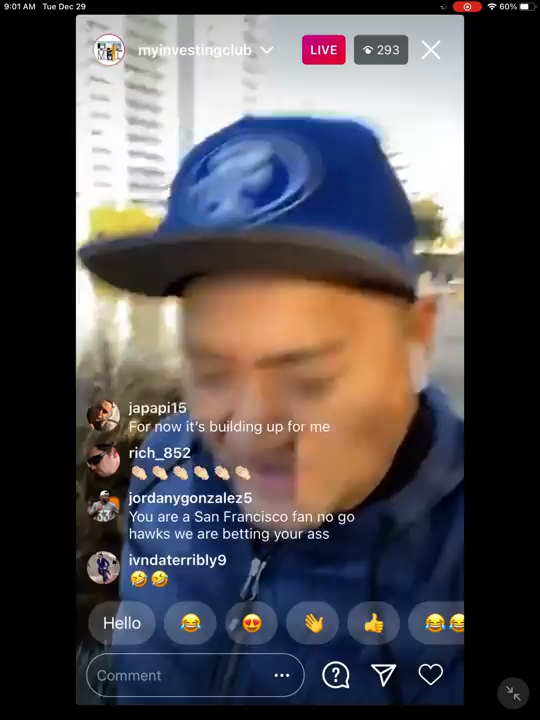 9:01 AM Tue Dec 29
60%
myinvestingclub
LIVE
293
japapi15
For now it's building up for me
rich_852
👏🏻👏🏻👏🏻👏🏻👏🏻👏🏻
jordanygonzalez5
You are a San Francisco fan no go
hawks we are betting your ass
ivndaterribly9
🤣🤣
Hello 😂 😍 👋 👍 😂😂
Comment